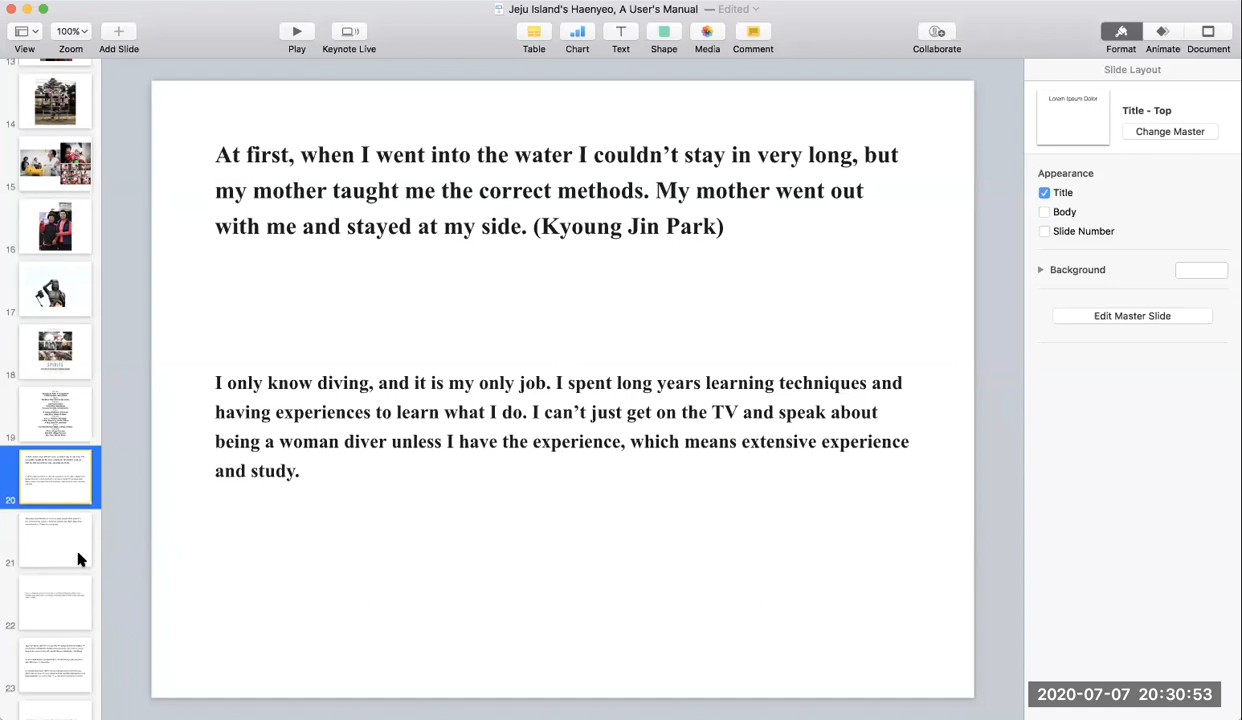 Jeju Island's Haenyeo, A User's Manual — Edited
View
100%
Zoom
Add Slide
Play
Keynote Live
Table
Chart
Text
Shape
Media
Comment
Collaborate
Format
Animate
Document
13
14
15
16
17
18
19
20
21
22
23
At first, when I went into the water I couldn't stay in very long, but
my mother taught me the correct methods. My mother went out
with me and stayed at my side. (Kyoung Jin Park)
I only know diving, and it is my only job. I spent long years learning techniques and
having experiences to learn what I do. I can't just get on the TV and speak about
being a woman diver unless I have the experience, which means extensive experience
and study.
Slide Layout
Lorem Ipsum Dolor
Title - Top
Change Master
Appearance
Title
Body
Slide Number
Background
Edit Master Slide
2020-07-07 20:30:53